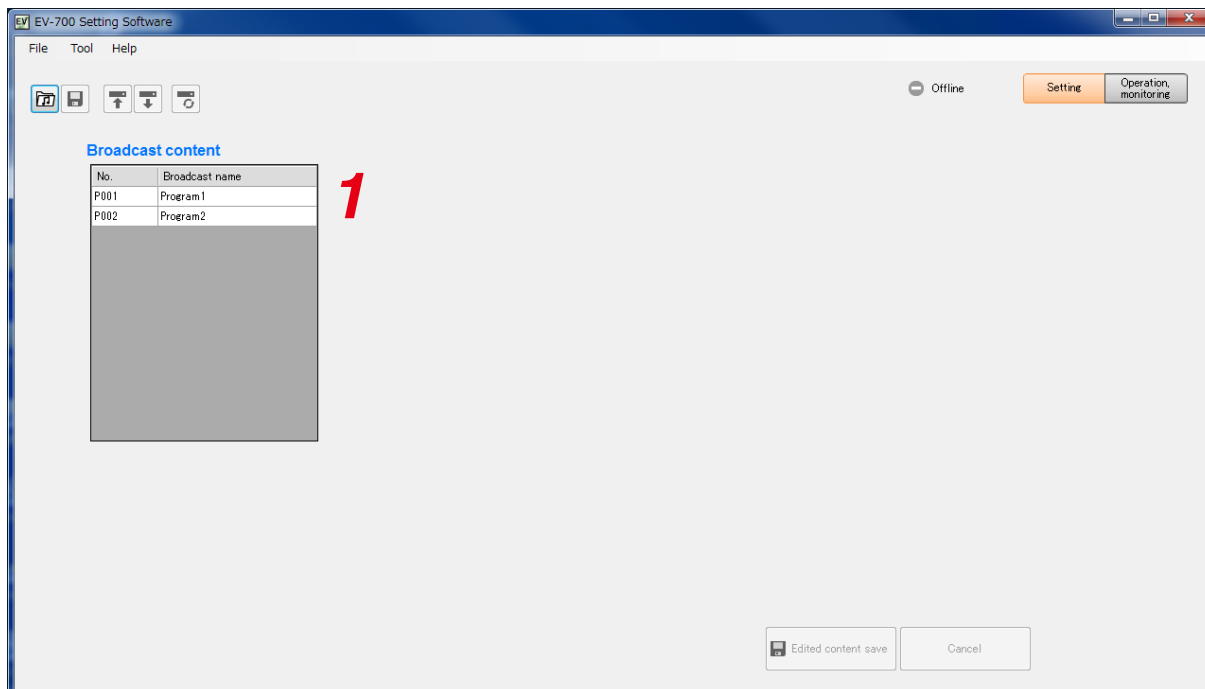 EV EV-700 Setting Software
File Tool Help
Offline
Setting
Operation,
monitoring
Broadcast content
No. Broadcast name
P001 Program1
P002 Program2
1
Edited content save
Cancel